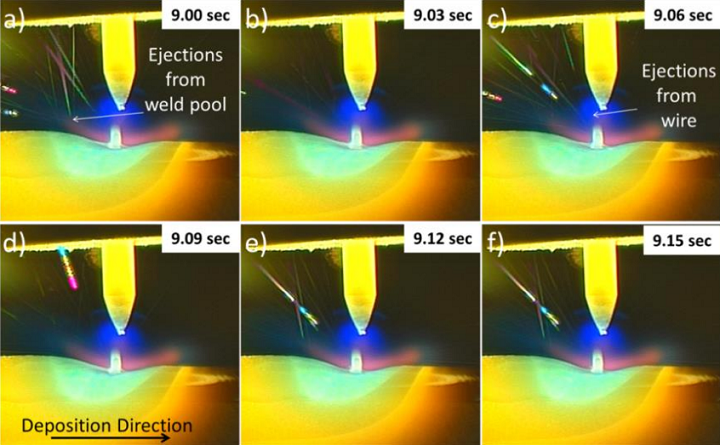 a)
9.00 sec
Ejections
from
weld pool
b)
9.03 sec
c)
9.06 sec
Ejections
from
wire
d)
9.09 sec
Deposition Direction
e)
9.12 sec
f)
9.15 sec